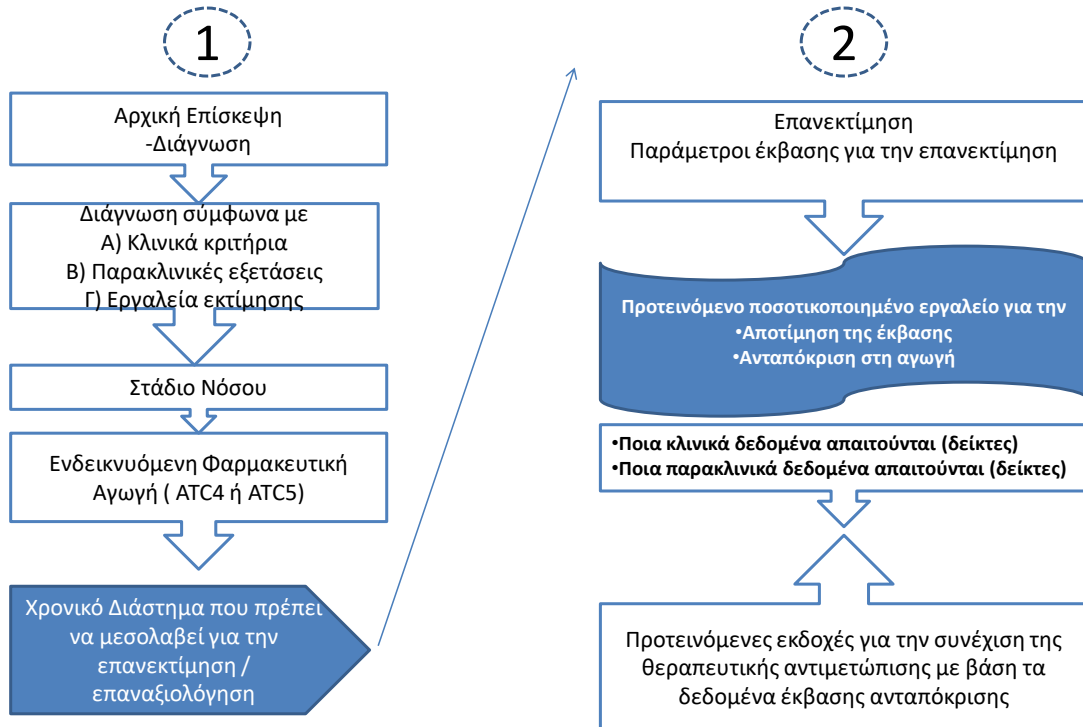 1
Αρχική Επίσκεψη
-Διάγνωση
Διάγνωση σύμφωνα με
Α) Κλινικά κριτήρια
Β) Παρακλινικές εξετάσεις
Γ) Εργαλεία εκτίμησης
Στάδιο Νόσου
Ενδεικνυόμενη Φαρμακευτική
Αγωγή ( ATC4 ή ATC5)
Χρονικό Διάστημα που πρέπει
να μεσολαβεί για την
επανεκτίμηση /
επαναξιολόγηση
2
Επανεκτίμηση
Παράμετροι έκβασης για την επανεκτίμηση
Προτεινόμενο ποσοτικοποιημένο εργαλείο για την
•Αποτίμηση της έκβασης
•Ανταπόκριση στη αγωγή
•Ποια κλινικά δεδομένα απαιτούνται (δείκτες)
•Ποια παρακλινικά δεδομένα απαιτούνται (δείκτες)
Προτεινόμενες εκδοχές για την συνέχιση της
θεραπευτικής αντιμετώπισης με βάση τα
δεδομένα έκβασης ανταπόκρισης